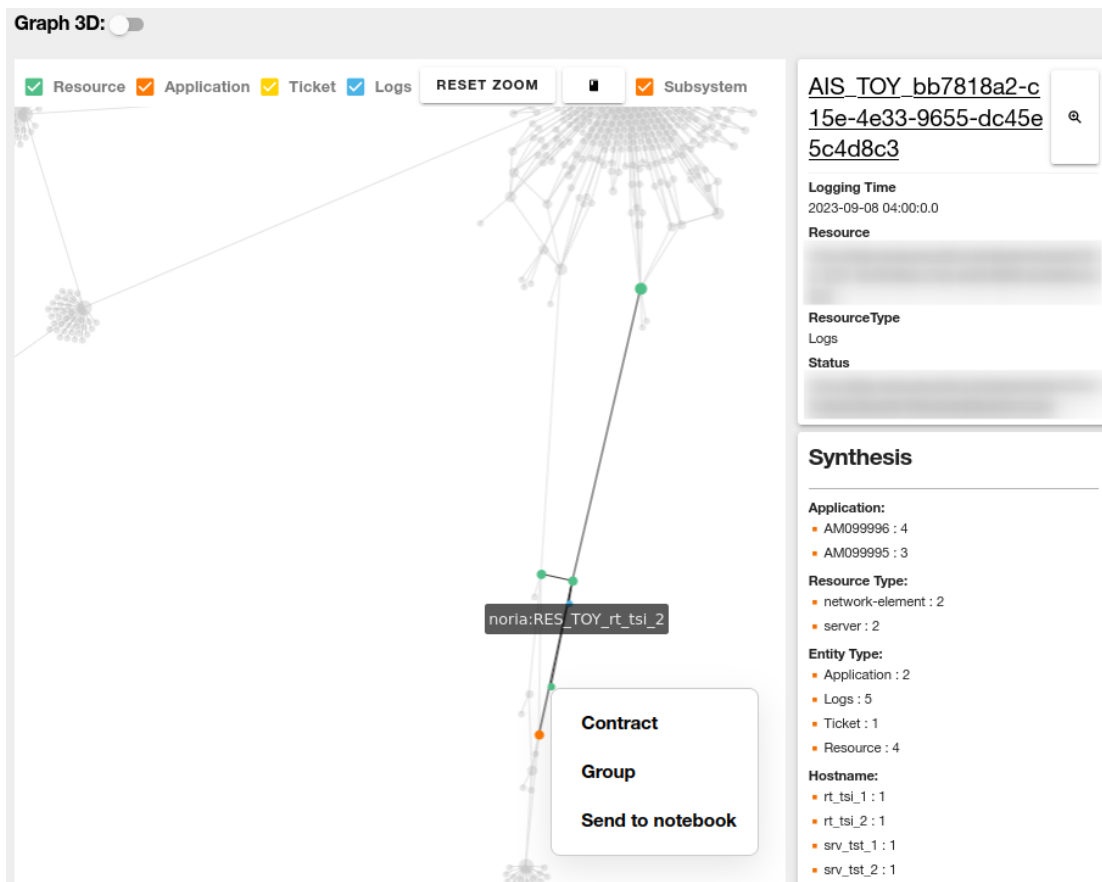 Graph 3D:
Resource Application Ticket Logs RESET ZOOM Subsystem
noria:RES_TOY_rt_tsi_2
Contract
Group
Send to notebook
AIS_TOY_bb7818a2-c
15e-4e33-9655-dc45e
5c4d8c3
Logging Time
2023-09-08 04:00:0.0
Resource
ResourceType
Logs
Status
Synthesis
Application:
AM099996 : 4
AM099995 : 3
Resource Type:
network-element : 2
server : 2
Entity Type:
Application : 2
Logs : 5
Ticket : 1
Resource : 4
Hostname:
rt_tsi_1 : 1
rt_tsi_2 : 1
srv_tst_1 : 1
srv_tst_2 : 1